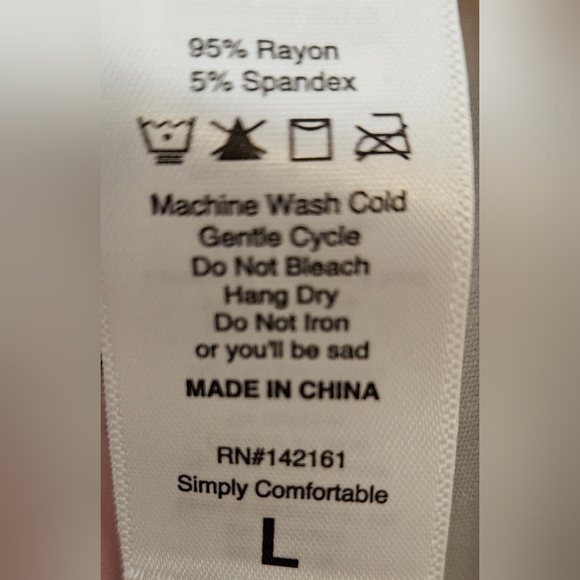 95% Rayon
5% Spandex
Machine Wash Cold
Gentle Cycle
Do Not Bleach
Hang Dry
Do Not Iron
or you'll be sad
MADE IN CHINA
RN#142161
Simply Comfortable
L